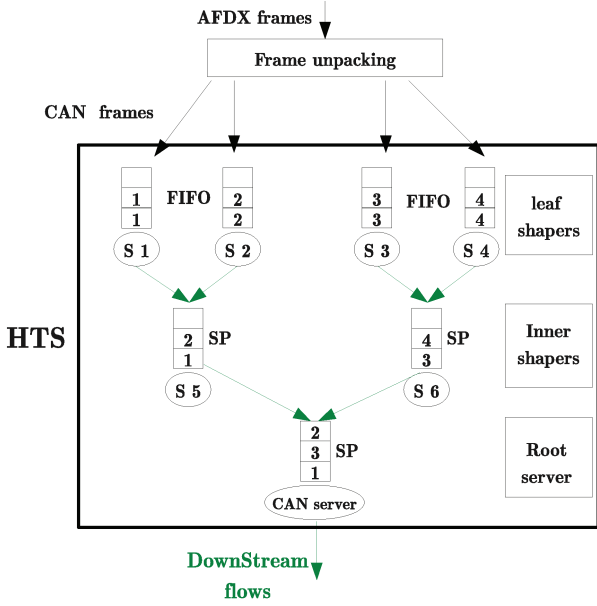 AFDX frames
Frame unpacking
CAN frames
1 FIFO 2 3 FIFO 4
1 2 3 4
leaf
shapers
S 1 S 2 S 3 S 4
HTS
2 SP 4 SP
1 3
Inner
shapers
S 5 S 6
2
3 SP
1
Root
server
CAN server
DownStream
flows